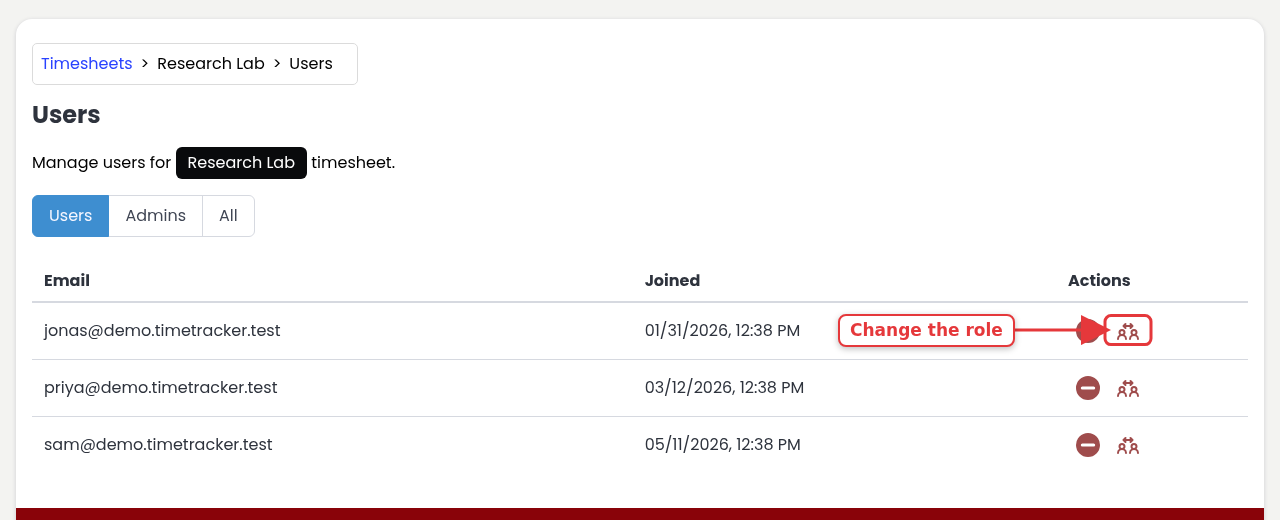 Timesheets > Research Lab > Users
Users
Manage users for Research Lab timesheet.
Users Admins All
Email Joined Actions
jonas@demo.timetracker.test 01/31/2026, 12:38 PM Change the role
priya@demo.timetracker.test 03/12/2026, 12:38 PM
sam@demo.timetracker.test 05/11/2026, 12:38 PM